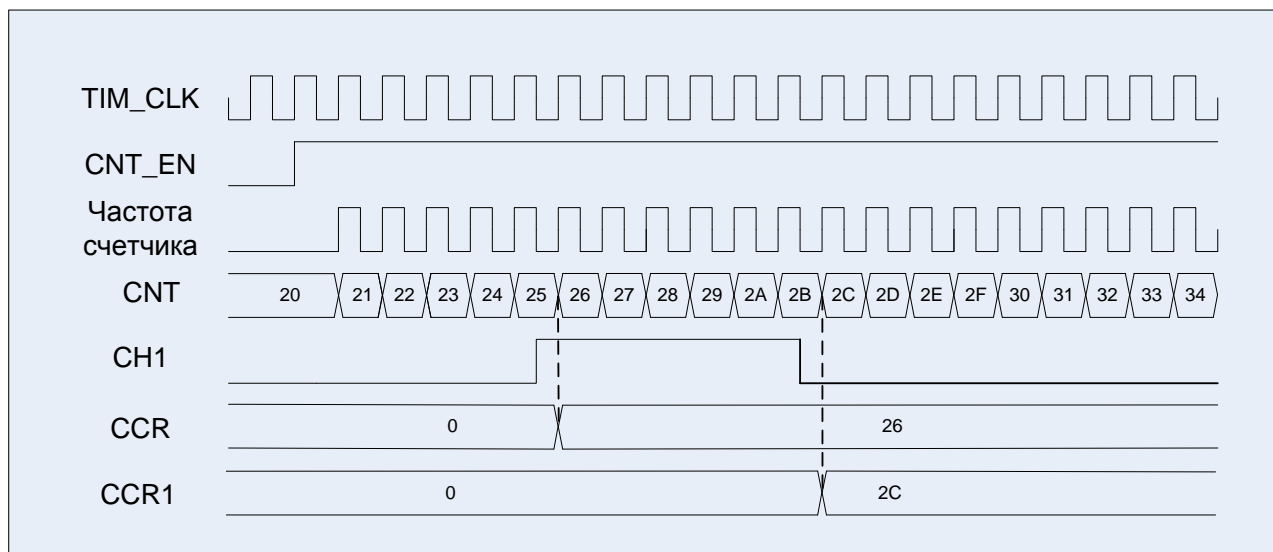 TIM_CLK
CNT_EN
Частота
счетчика
CNT 20 21 22 23 24 25 26 27 28 29 2A 2B 2C 2D 2E 2F 30 31 32 33 34
CH1
CCR 0 26
CCR1 0 2C